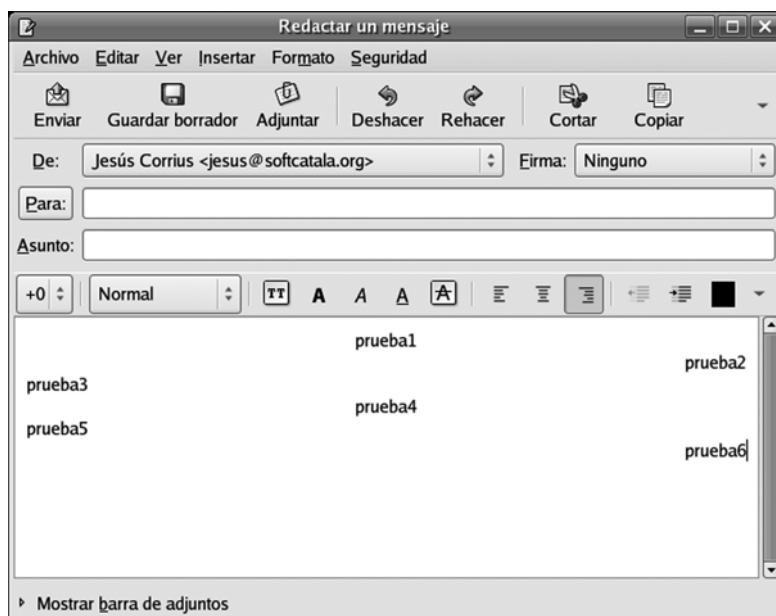 Redactar un mensaje
Archivo Editar Ver Insertar Formato Seguridad
Enviar Guardar borrador Adjuntar Deshacer Rehacer Cortar Copiar
De: Jesús Corrius <jesus@softcatala.org> Firma: Ninguno
Para:
Asunto:
+0 Normal TT A A A A
prueba1
prueba2
prueba3
prueba4
prueba5
prueba6
Mostrar barra de adjuntos